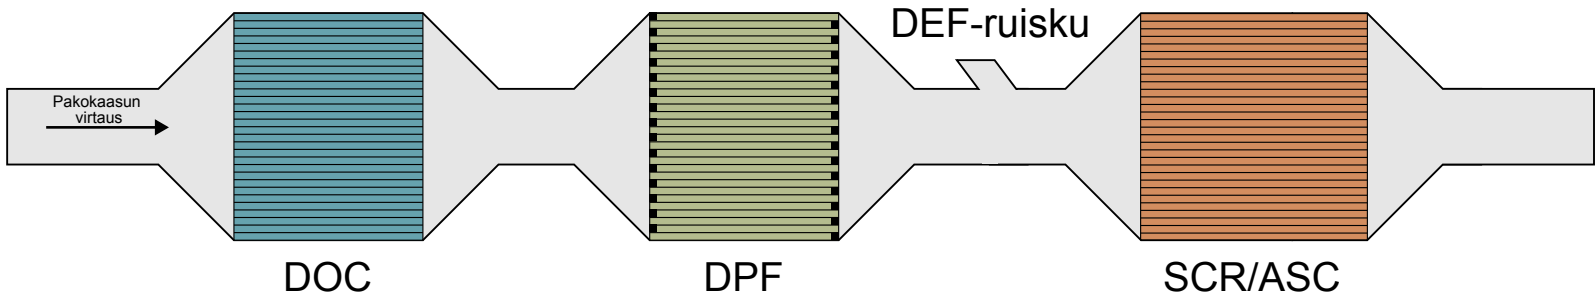 DEF-ruisku
Pakokaasun
virtaus
DOC
DPF
SCR/ASC